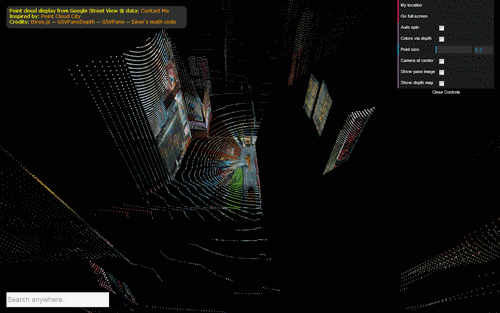 Point cloud display from Google Street View @ data: Contact Me
Inspired by: Point Cloud City
Credits: three.js — GSVPanoDepth — GSVPano — Eimer's math code
My location
Go full screen
Auto spin
Colors via depth
Point size 0.2
Camera at center
Show pano image
Show depth map
Close Controls
Search anywhere...